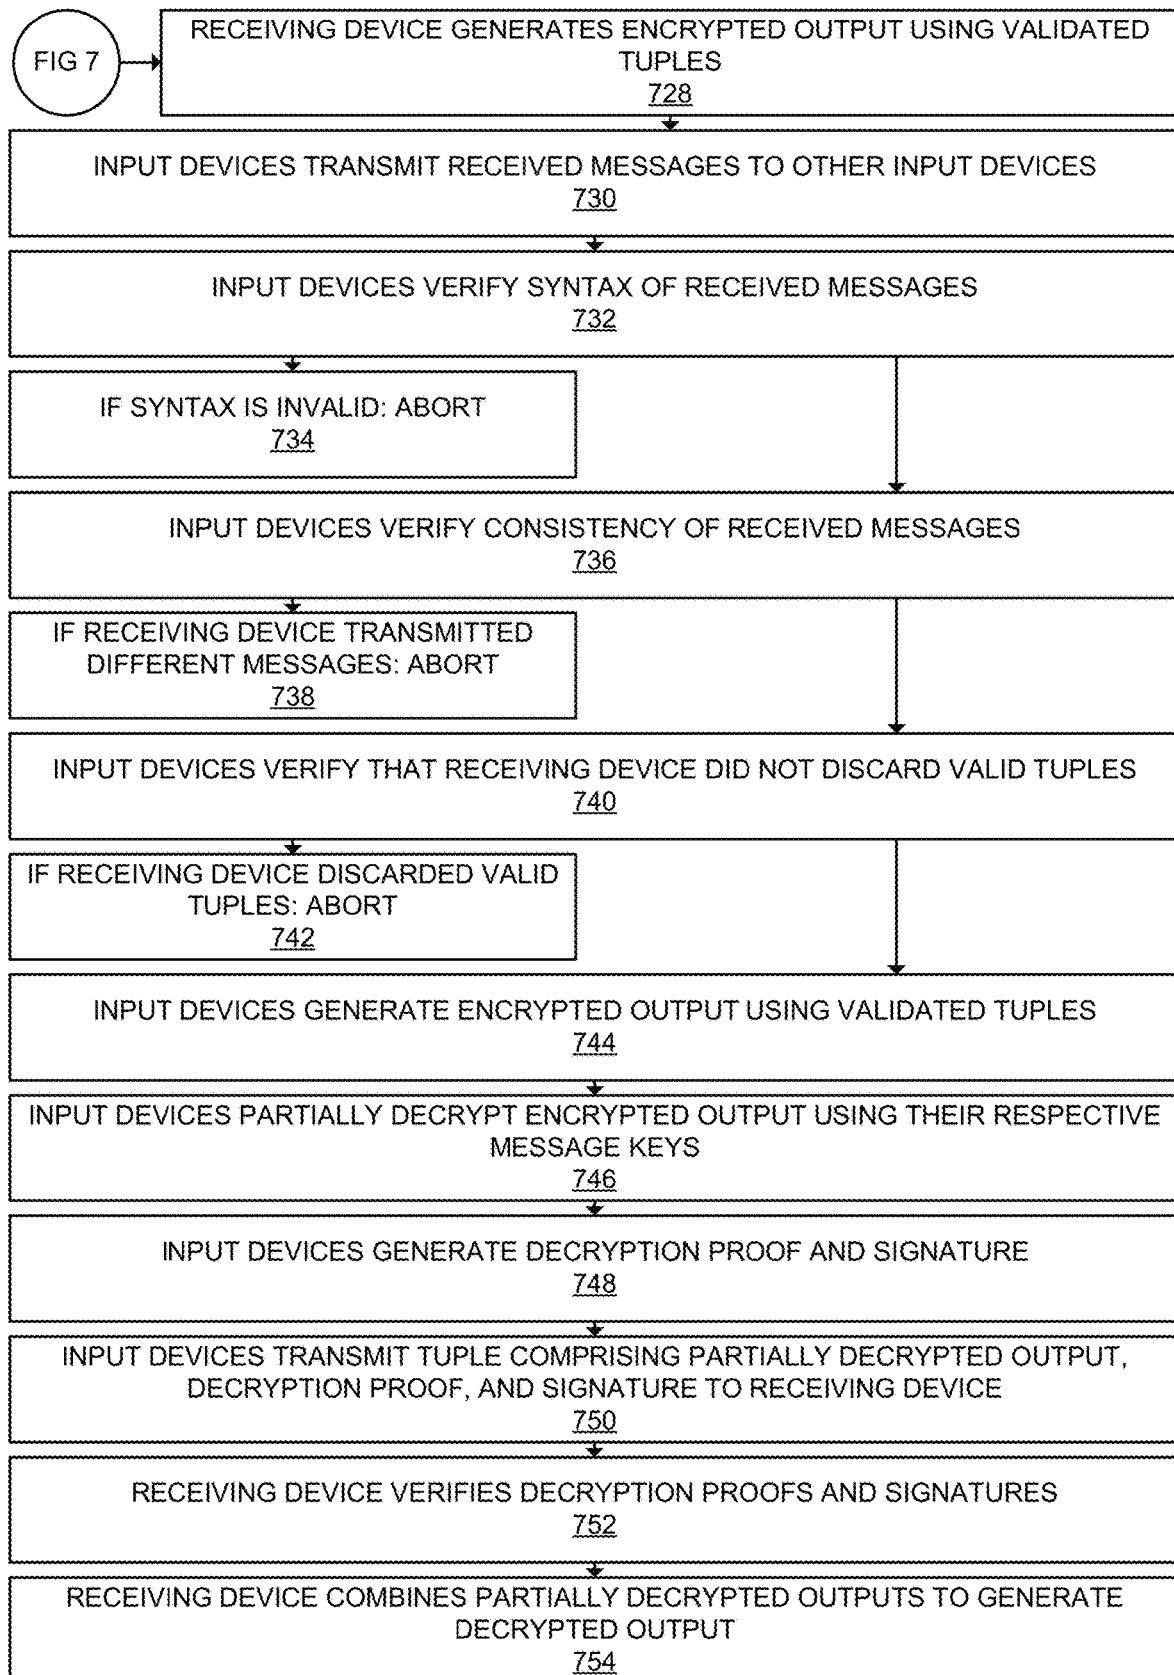 FIG 7
RECEIVING DEVICE GENERATES ENCRYPTED OUTPUT USING VALIDATED
TUPLES
728
INPUT DEVICES TRANSMIT RECEIVED MESSAGES TO OTHER INPUT DEVICES
730
INPUT DEVICES VERIFY SYNTAX OF RECEIVED MESSAGES
732
IF SYNTAX IS INVALID: ABORT
734
INPUT DEVICES VERIFY CONSISTENCY OF RECEIVED MESSAGES
736
IF RECEIVING DEVICE TRANSMITTED
DIFFERENT MESSAGES: ABORT
738
INPUT DEVICES VERIFY THAT RECEIVING DEVICE DID NOT DISCARD VALID TUPLES
740
IF RECEIVING DEVICE DISCARDED VALID
TUPLES: ABORT
742
INPUT DEVICES GENERATE ENCRYPTED OUTPUT USING VALIDATED TUPLES
744
INPUT DEVICES PARTIALLY DECRYPT ENCRYPTED OUTPUT USING THEIR RESPECTIVE
MESSAGE KEYS
746
INPUT DEVICES GENERATE DECRYPTION PROOF AND SIGNATURE
748
INPUT DEVICES TRANSMIT TUPLE COMPRISING PARTIALLY DECRYPTED OUTPUT,
DECRYPTION PROOF, AND SIGNATURE TO RECEIVING DEVICE
750
RECEIVING DEVICE VERIFIES DECRYPTION PROOFS AND SIGNATURES
752
RECEIVING DEVICE COMBINES PARTIALLY DECRYPTED OUTPUTS TO GENERATE
DECRYPTED OUTPUT
754